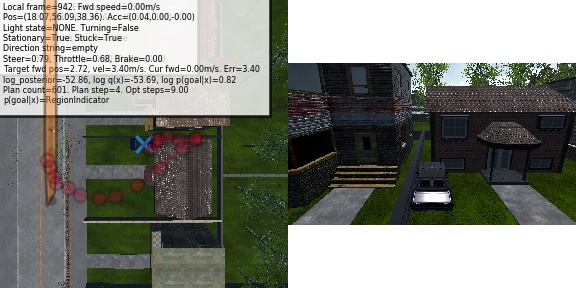 Local frame=942. Fwd speed=0.00m/s
Pos=(18.07,56.09,38.36). Acc=(0.04,0.00,-0.00)
Light state=NONE. Turning=False
Stationary=True. Stuck=True
Direction string=empty
Steer=0.79, Throttle=0.68, Brake=0.00
Target fwd pos=2.72, vel=3.40m/s. Cur fwd=0.00m/s. Err=3.40
log_posterior=-52.86, log q(x)=-53.69, log p(goal|x)=0.82
Plan count=601. Plan step=4. Opt steps=9.00
p(goal|x)=RegionIndicator